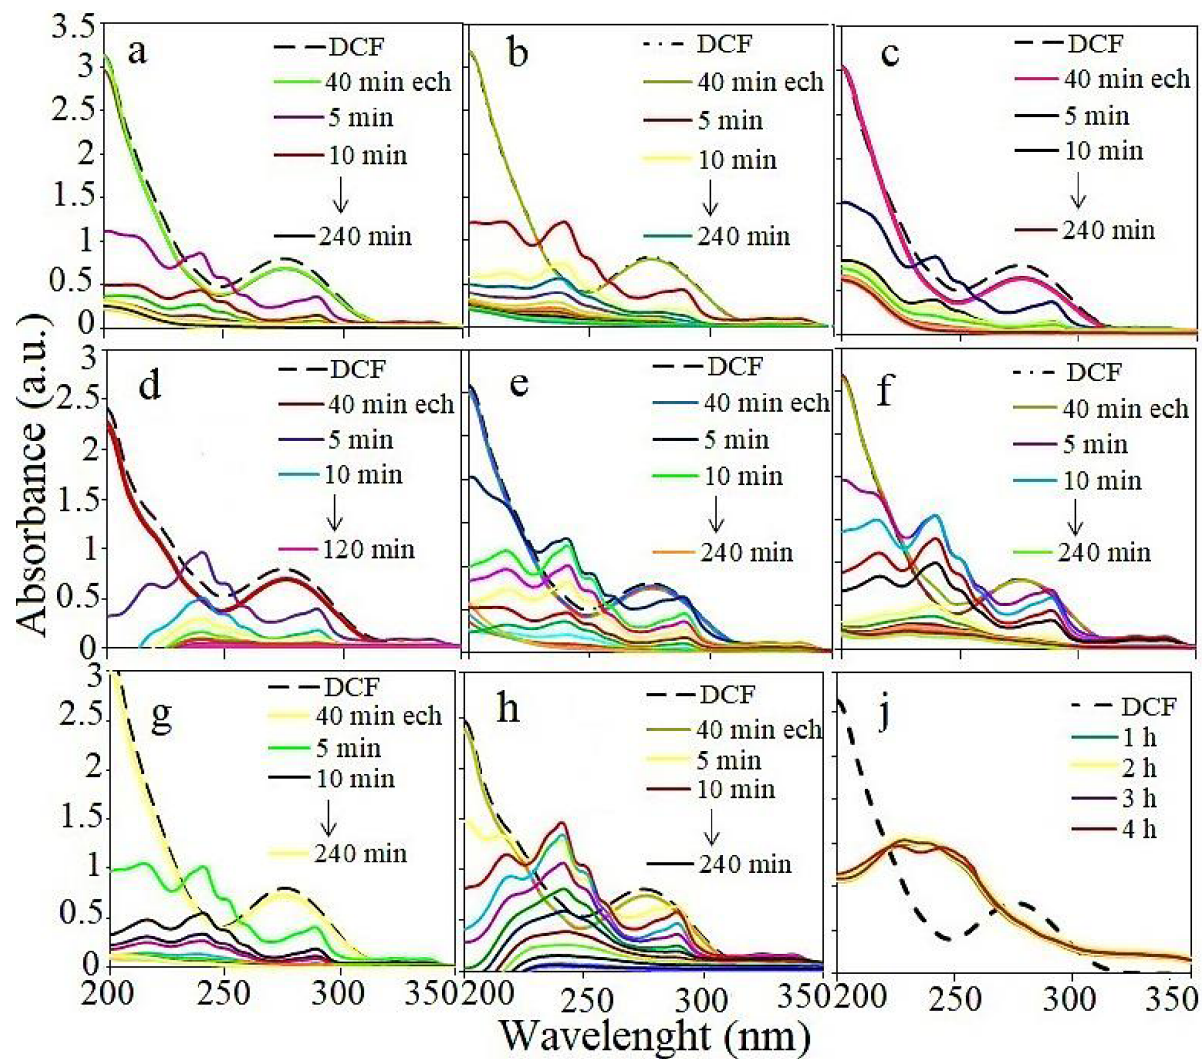 Absorbance (a.u.)
3.5
3
2.5
2
1.5
1
0.5
0
a
DCF
40 min ech
5 min
10 min
240 min
b
DCF
40 min ech
5 min
10 min
240 min
c
DCF
40 min ech
5 min
10 min
240 min
3
2.5
2
1.5
1
0.5
0
d
DCF
40 min ech
5 min
10 min
120 min
e
DCF
40 min ech
5 min
10 min
240 min
f
DCF
40 min ech
5 min
10 min
240 min
3
2.5
2
1.5
1
0.5
0
g
DCF
40 min ech
5 min
10 min
240 min
h
DCF
40 min ech
5 min
10 min
240 min
j
DCF
1 h
2 h
3 h
4 h
200 250 300 350
200 250 300 350
200 250 300 350
Wavelenght (nm)